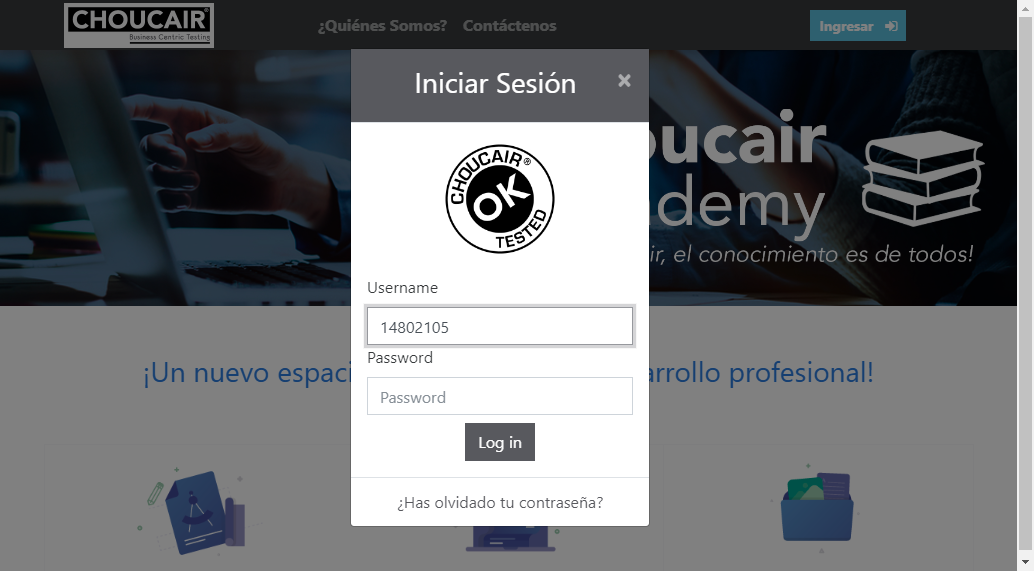 CHOUCAIR®
Business Centric Testing
¿Quiénes Somos?
Contáctenos
Ingresar
Iniciar Sesión
×
CHOUCAIR®
OK
TESTED
oucair
demy
ir, el conocimiento es de todos!
Username
14802105
Password
Password
Log in
¿Has olvidado tu contraseña?
¡Un nuevo espaci
arrollo profesional!